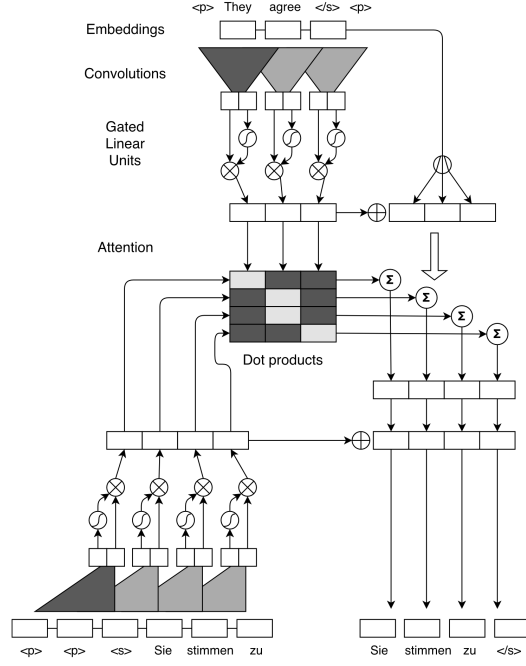 <p> They agree </s> <p>
Embeddings
Convolutions
Gated
Linear
Units
Attention
Σ
Σ
Σ
Σ
Dot products
<p> <p> <s> Sie stimmen zu
Sie stimmen zu </s>